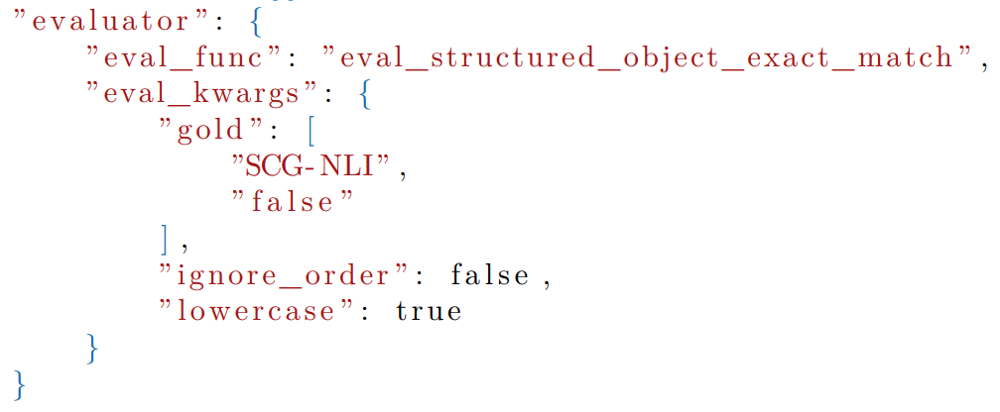 "evaluator": {
    "eval_func": "eval_structured_object_exact_match",
    "eval_kwargs": {
        "gold": [
            "SCG-NLI",
            "false"
        ],
        "ignore_order": false,
        "lowercase": true
    }
}